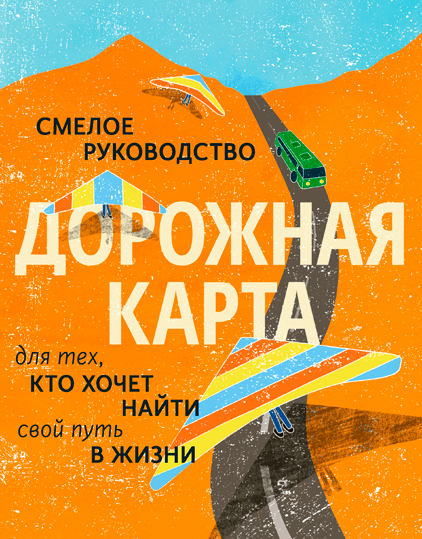 СМЕЛОЕ
РУКОВОДСТВО
ДОРОЖНАЯ
КАРТА
для тех,
КТО ХОЧЕТ
НАЙТИ
свой путь
В ЖИЗНИ